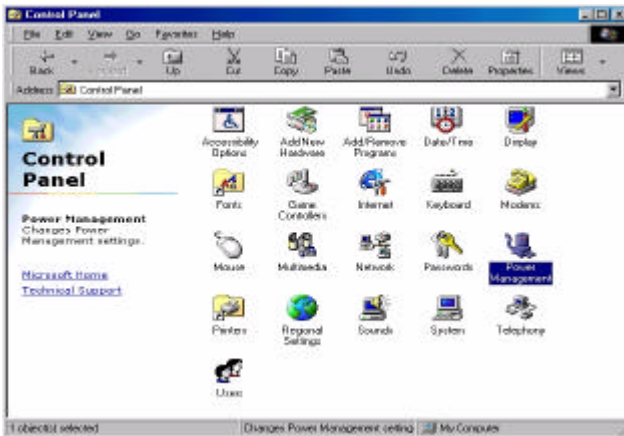 Control Panel
File Edit View Go Favorites Help
Back Up Cut Copy Paste Undo Delete Properties Views
Address Control Panel
Control
Panel
Power Management
Changes Power
Management settings.
Microsoft Home
Technical Support
Accessibility
Options
Add New
Hardware
Add/Remove
Programs
Date/Time
Display
Fonts
Game
Controllers
Internet
Keyboard
Modems
Mouse
Multimedia
Network
Passwords
Power
Management
Printers
Regional
Settings
Sounds
System
Telephony
Users
1 object(s) selected
Changes Power Management setting
My Computer